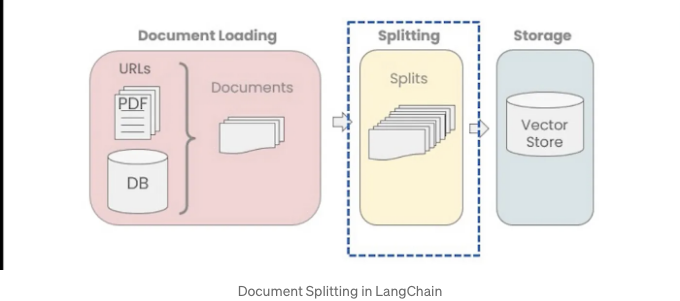 Document Loading
Splitting
Storage
URLs
PDF
DB
Documents
Splits
Vector
Store
Document Splitting in LangChain